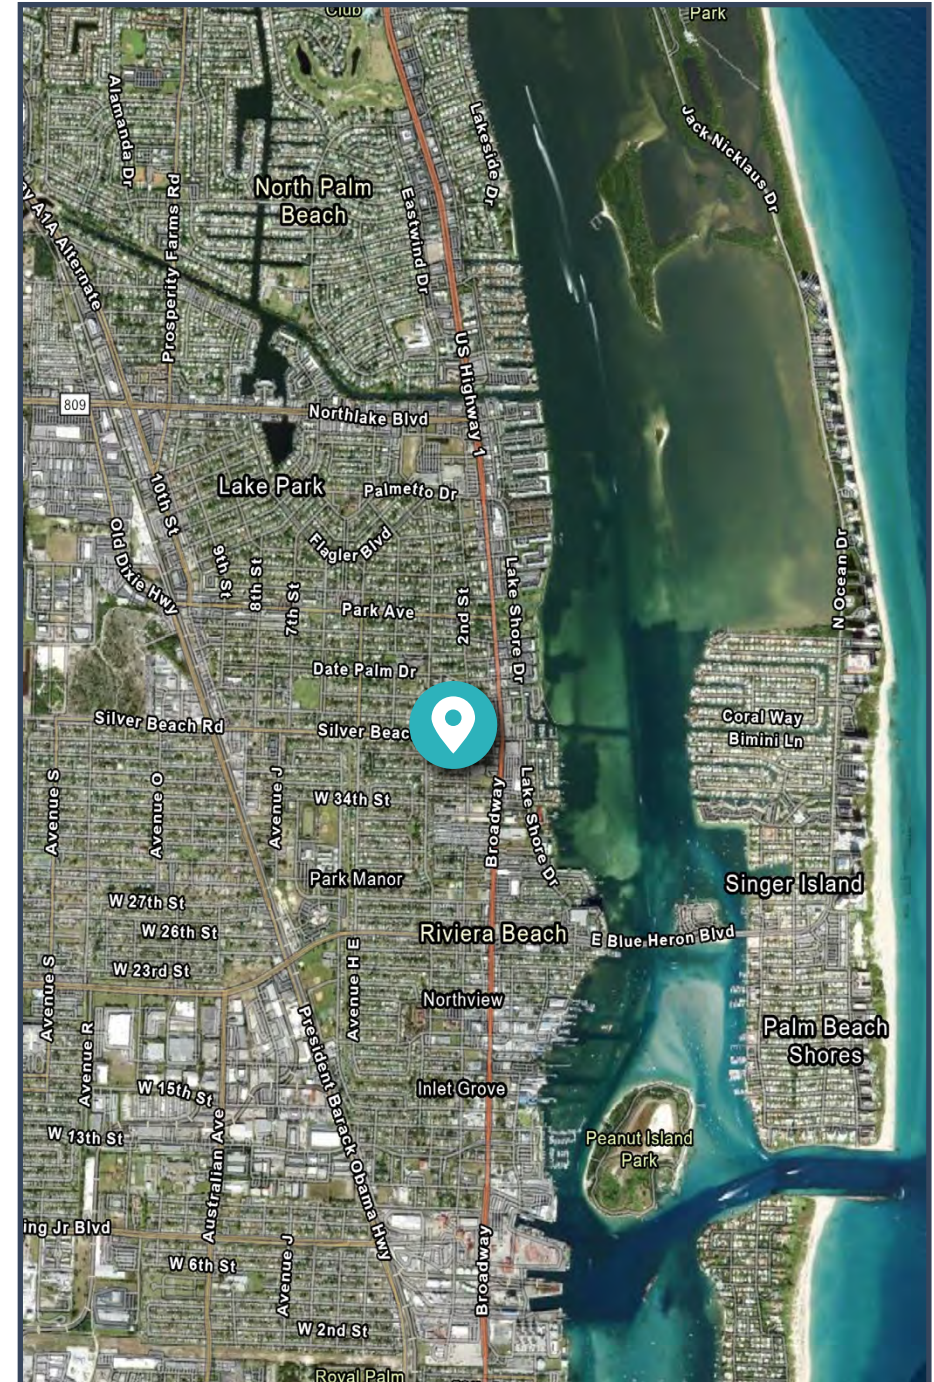 Club
Park
Alamanda Dr
Lakeside Dr
Jack Nicklaus Dr
North Palm
Beach
Prosperity Farms Rd
Eastwind Dr
A1A Alternate
US Highway 1
809
Northlake Blvd
Lake Park
Palmetto Dr
10th St
Old Dixie Hwy
Flagler Blvd
9th St
8th St
7th St
Park Ave
2nd St
Lake Shore Dr
N Ocean Dr
Date Palm Dr
Silver Beach Rd
Silver Beac
Coral Way
Bimini Ln
Avenue S
Avenue O
Avenue J
W 34th St
Broadway
Lake Shore Dr
Park Manor
Singer Island
W 27th St
W 26th St
Riviera Beach
E Blue Heron Blvd
W 23rd St
Avenue S
Avenue H E
Northview
Palm Beach
Shores
Avenue R
President Barack Obama Hwy
Inlet Grove
W 15th St
W 13th St
Peanut Island
Park
Australian Ave
ing Jr Blvd
W 6th St
Avenue J
Broadway
W 2nd St
Royal Palm